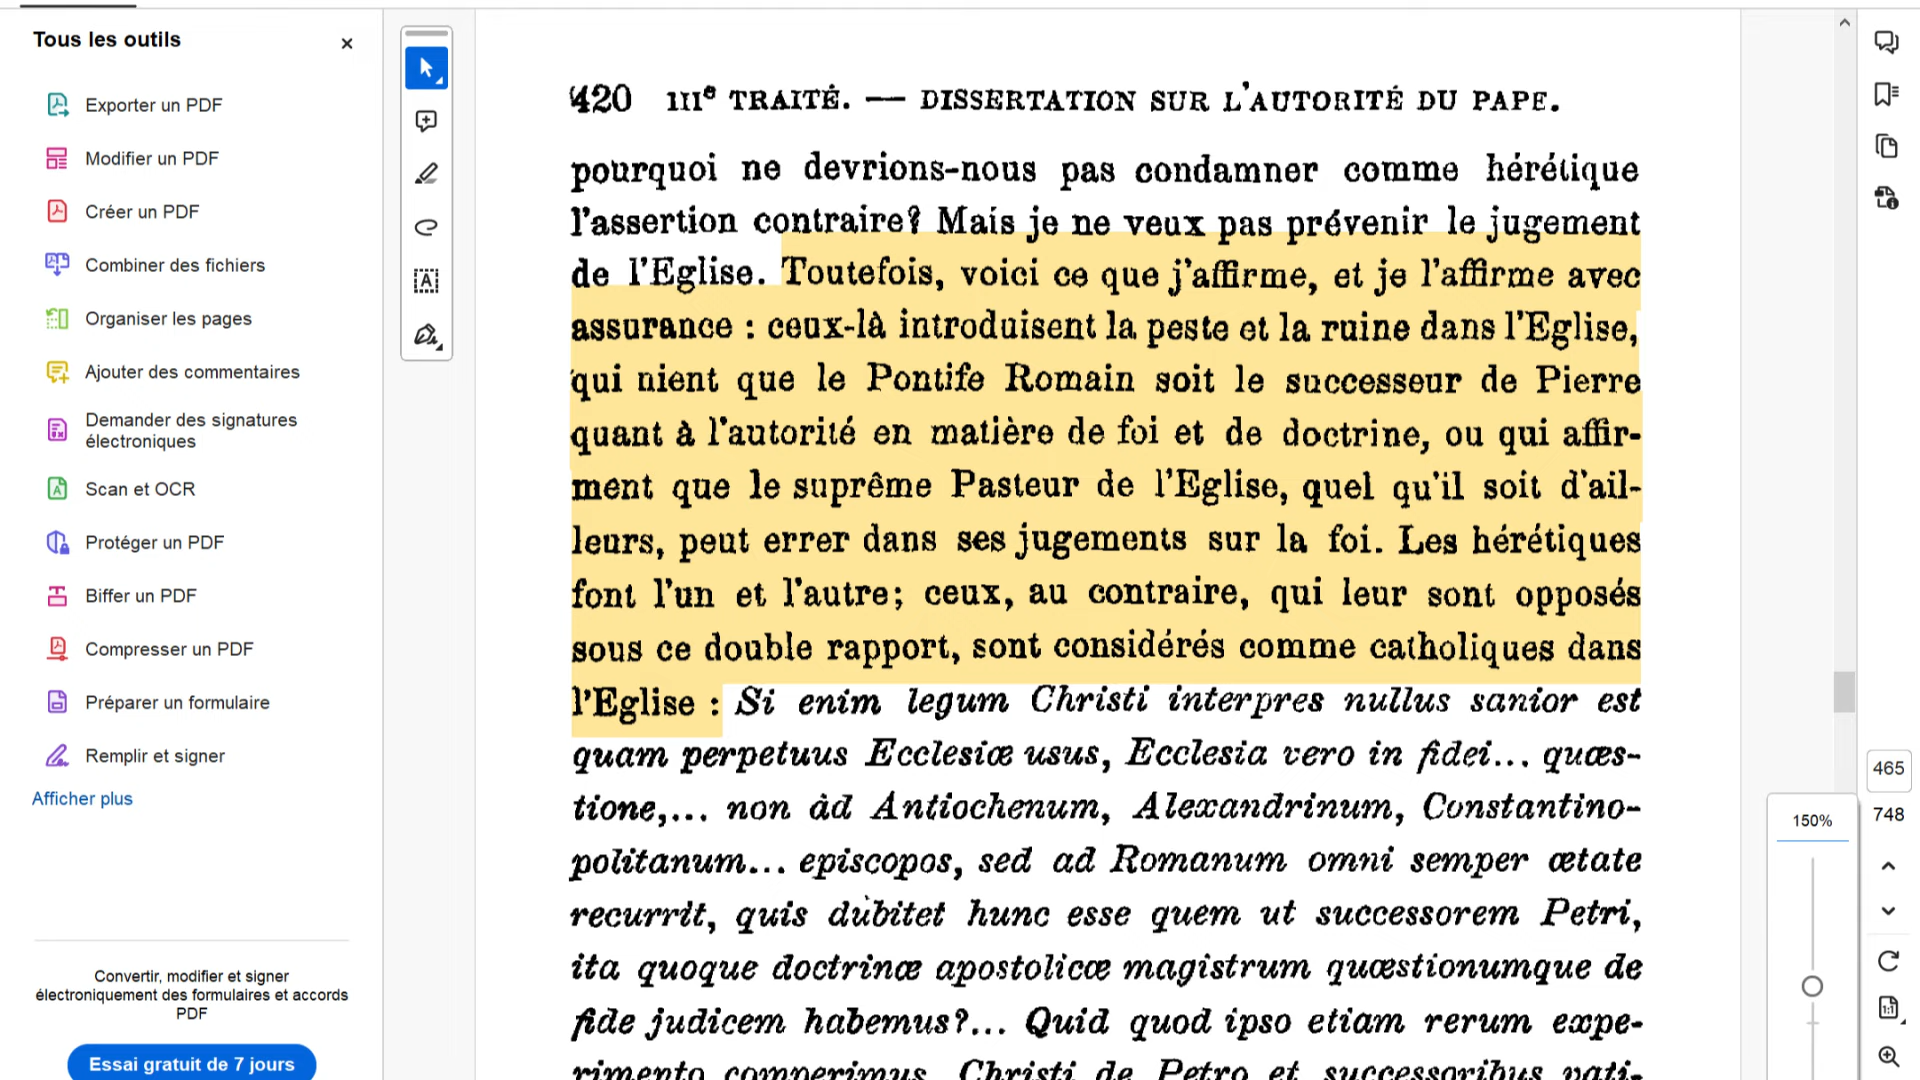 Tous les outils
Exporter un PDF
Modifier un PDF
Créer un PDF
Combiner des fichiers
Organiser les pages
Ajouter des commentaires
Demander des signatures
électroniques
Scan et OCR
Protéger un PDF
Biffer un PDF
Compresser un PDF
Préparer un formulaire
Remplir et signer
Afficher plus
Convertir, modifier et signer
électroniquement des formulaires et accords
PDF
Essai gratuit de 7 jours
420 IIIe TRAITÉ. — DISSERTATION SUR L'AUTORITÉ DU PAPE.
pourquoi ne devrions-nous pas condamner comme hérétique
l'assertion contraire? Mais je ne veux pas prévenir le jugement
de l'Eglise. Toutefois, voici ce que j'affirme, et je l'affirme avec
assurance : ceux-là introduisent la peste et la ruine dans l'Eglise,
qui nient que le Pontife Romain soit le successeur de Pierre
quant à l'autorité en matière de foi et de doctrine, ou qui affir-
ment que le suprême Pasteur de l'Eglise, quel qu'il soit d'ail-
leurs, peut errer dans ses jugements sur la foi. Les hérétiques
font l'un et l'autre; ceux, au contraire, qui leur sont opposés
sous ce double rapport, sont considérés comme catholiques dans
l'Eglise : Si enim legum Christi interpres nullus sanior est
quam perpetuus Ecclesiæ usus, Ecclesia vero in fidei... quæs-
tione,... non àd Antiochenum, Alexandrinum, Constantino-
politanum... episcopos, sed ad Romanum omni semper ætate
recurrit, quis dubitet hunc esse quem ut successorem Petri,
ita quoque doctrinæ apostolicæ magistrum quæstionumque de
fide judicem habemus?... Quid quod ipso etiam rerum expe-
rimento comperimus, Christi de Petro et successoribus vati-
465
748
150%